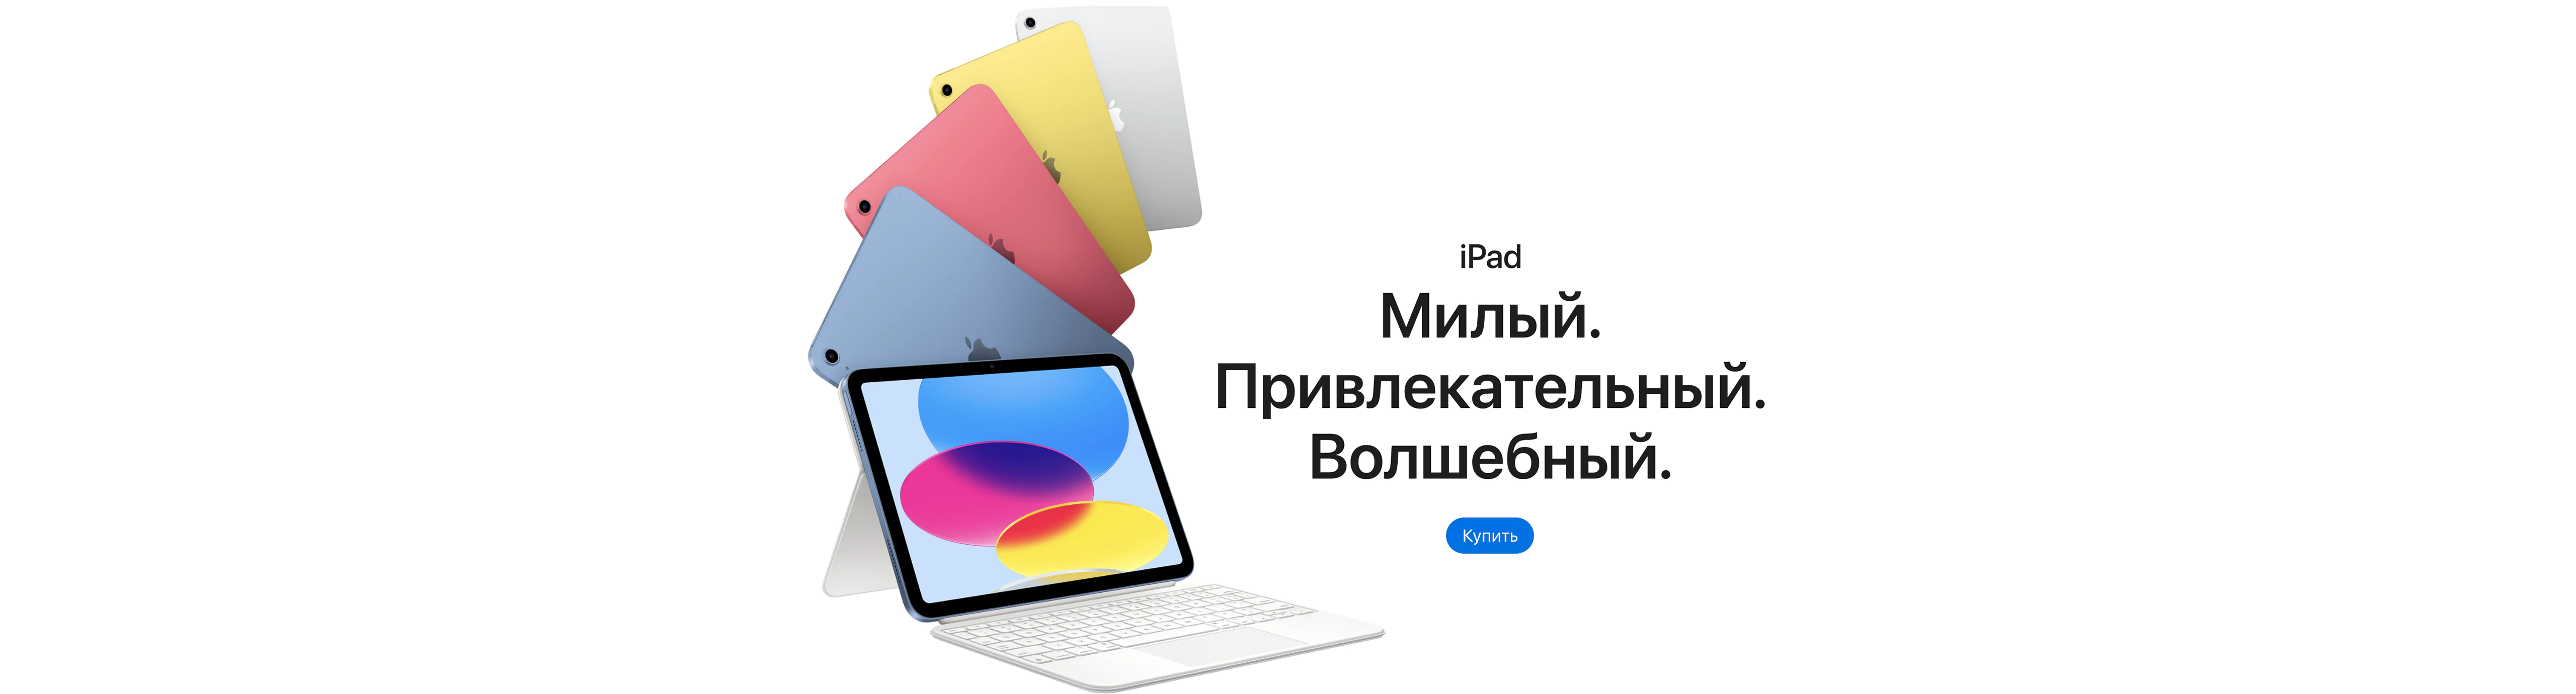 iPad
Милый.
Привлекательный.
Волшебный.
Купить